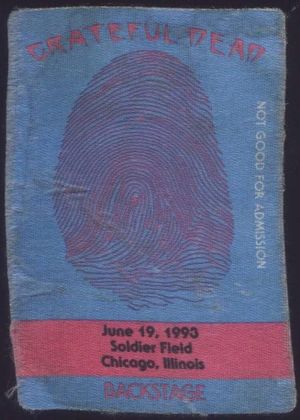 GRATEFUL DEAD
NOT GOOD FOR ADMISSION
June 19, 1993
Soldier Field
Chicago, Illinois
BACKSTAGE